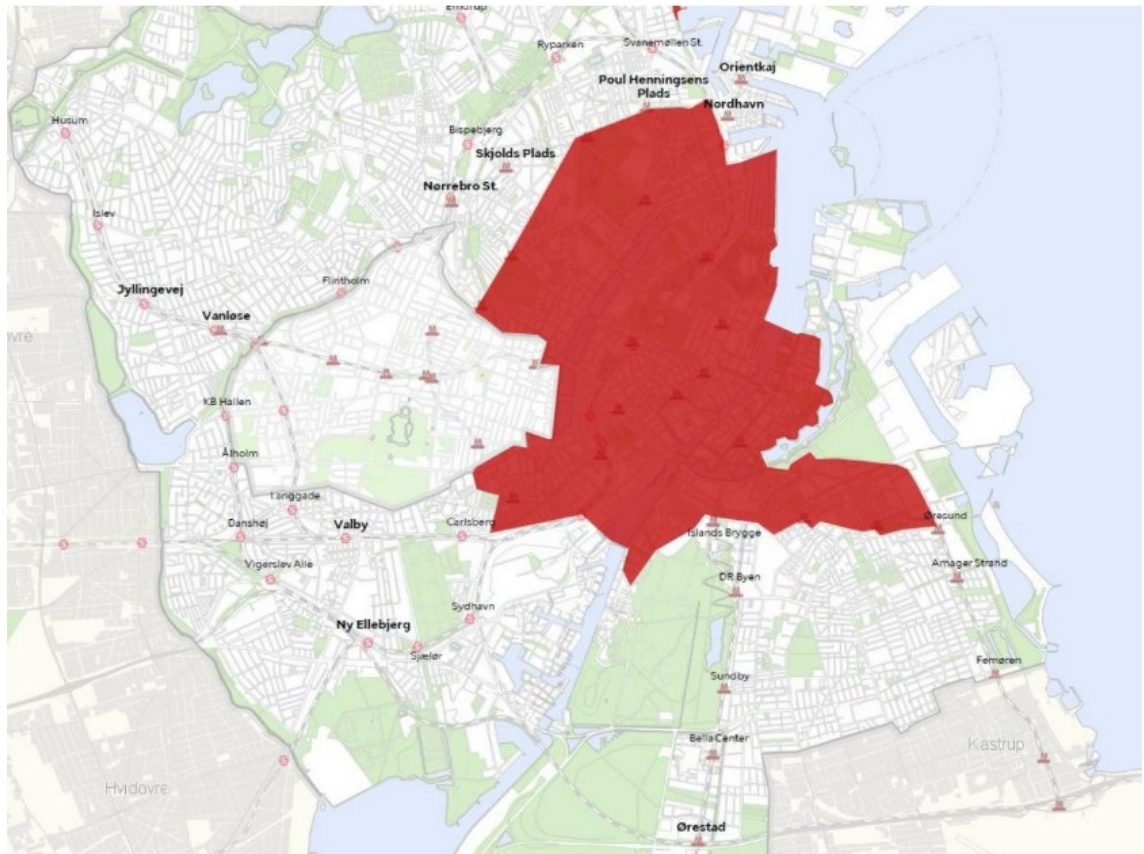 Emdrup
Ryparken
Svanemøllen St.
Orientkaj
Poul Henningsens
Plads
Nordhavn
Husum
Bispebjerg
Skjolds Plads
Nørrebro St.
Islev
Flintholm
Jyllingevej
Vanløse
KB Hallen
Ålholm
Langgade
Danshøj
Valby
Carlsberg
Øresund
Islands Brygge
Vigerslev Alle
DR Byen
Amager Strand
Sydhavn
Ny Ellebjerg
Sjælør
Femøren
Sundby
Bella Center
Kastrup
Hvidovre
Ørestad